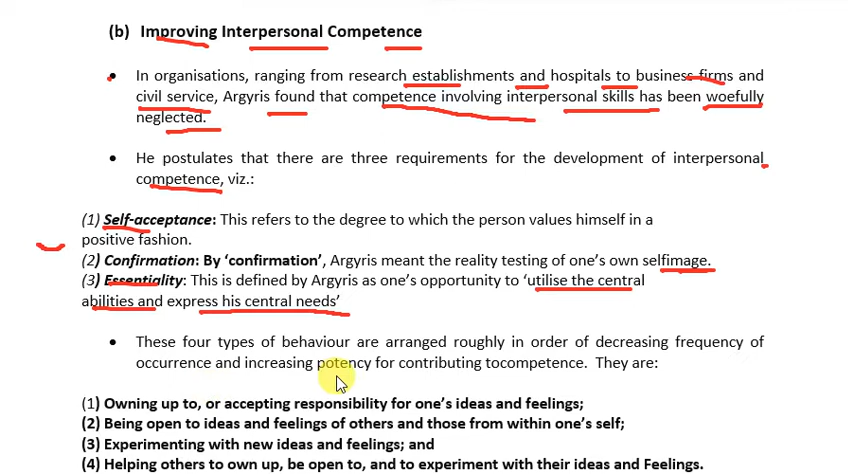 (b) Improving Interpersonal Competence
• In organisations, ranging from research establishments and hospitals to business firms and
civil service, Argyris found that competence involving interpersonal skills has been woefully
neglected.
• He postulates that there are three requirements for the development of interpersonal
competence, viz.:
(1) Self-acceptance: This refers to the degree to which the person values himself in a
positive fashion.
(2) Confirmation: By ‘confirmation’, Argyris meant the reality testing of one’s own selfimage.
(3) Essentiality: This is defined by Argyris as one’s opportunity to ‘utilise the central
abilities and express his central needs’
• These four types of behaviour are arranged roughly in order of decreasing frequency of
occurrence and increasing potency for contributing tocompetence. They are:
(1) Owning up to, or accepting responsibility for one’s ideas and feelings;
(2) Being open to ideas and feelings of others and those from within one’s self;
(3) Experimenting with new ideas and feelings; and
(4) Helping others to own up, be open to, and to experiment with their ideas and Feelings.